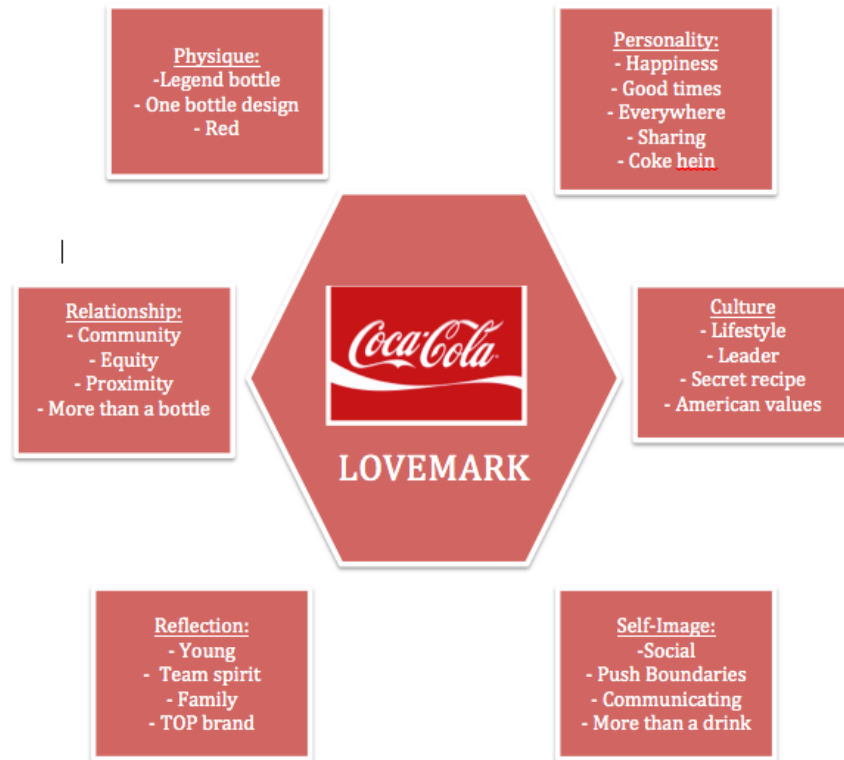 Physique:
-Legend bottle
- One bottle design
- Red
Personality:
- Happiness
- Good times
- Everywhere
- Sharing
- Coke hein
Relationship:
- Community
- Equity
- Proximity
- More than a bottle
Coca-Cola
LOVEMARK
Culture
- Lifestyle
- Leader
- Secret recipe
- American values
Reflection:
- Young
- Team spirit
- Family
- TOP brand
Self-Image:
-Social
- Push Boundaries
- Communicating
- More than a drink